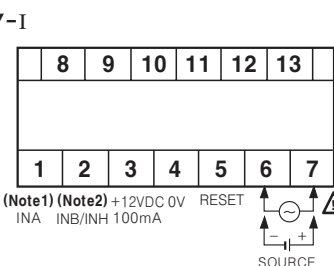 -I
8 9 10 11 12 13
1 2 3 4 5 6 7
(Note1) (Note2) +12VDC 0V RESET
INA INB/INH 100mA
− +
SOURCE